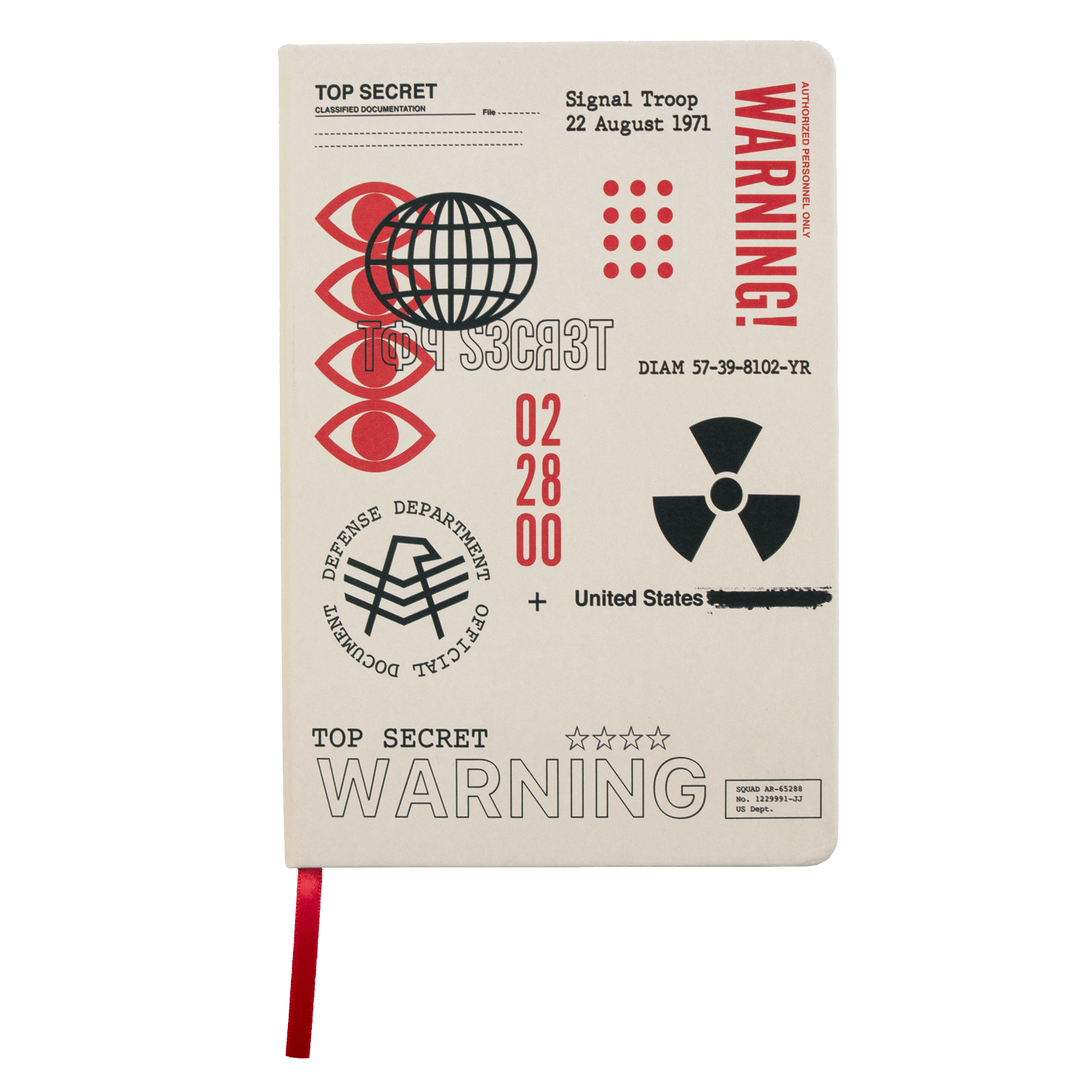 TOP SECRET
CLASSIFIED DOCUMENTATION
File
Signal Troop
22 August 1971
WARNING!
AUTHORIZED PERSONNEL ONLY
TФꟼ Ƨ3CЯ3T
DIAM 57-39-8102-YR
02
28
00
DEFENSE DEPARTMENT
OFFICIAL DOCUMENT
+ United States
TOP SECRET
WARNING
SQUAD AR-65288
No. 1229991-JJ
US Dept.